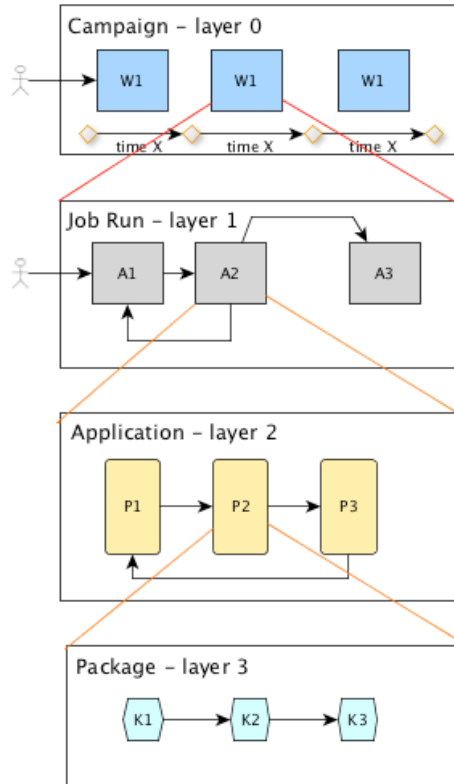 Campaign - layer 0
W1 W1 W1
time X time X time X
Job Run - layer 1
A1 A2 A3
Application - layer 2
P1 P2 P3
Package - layer 3
K1 K2 K3